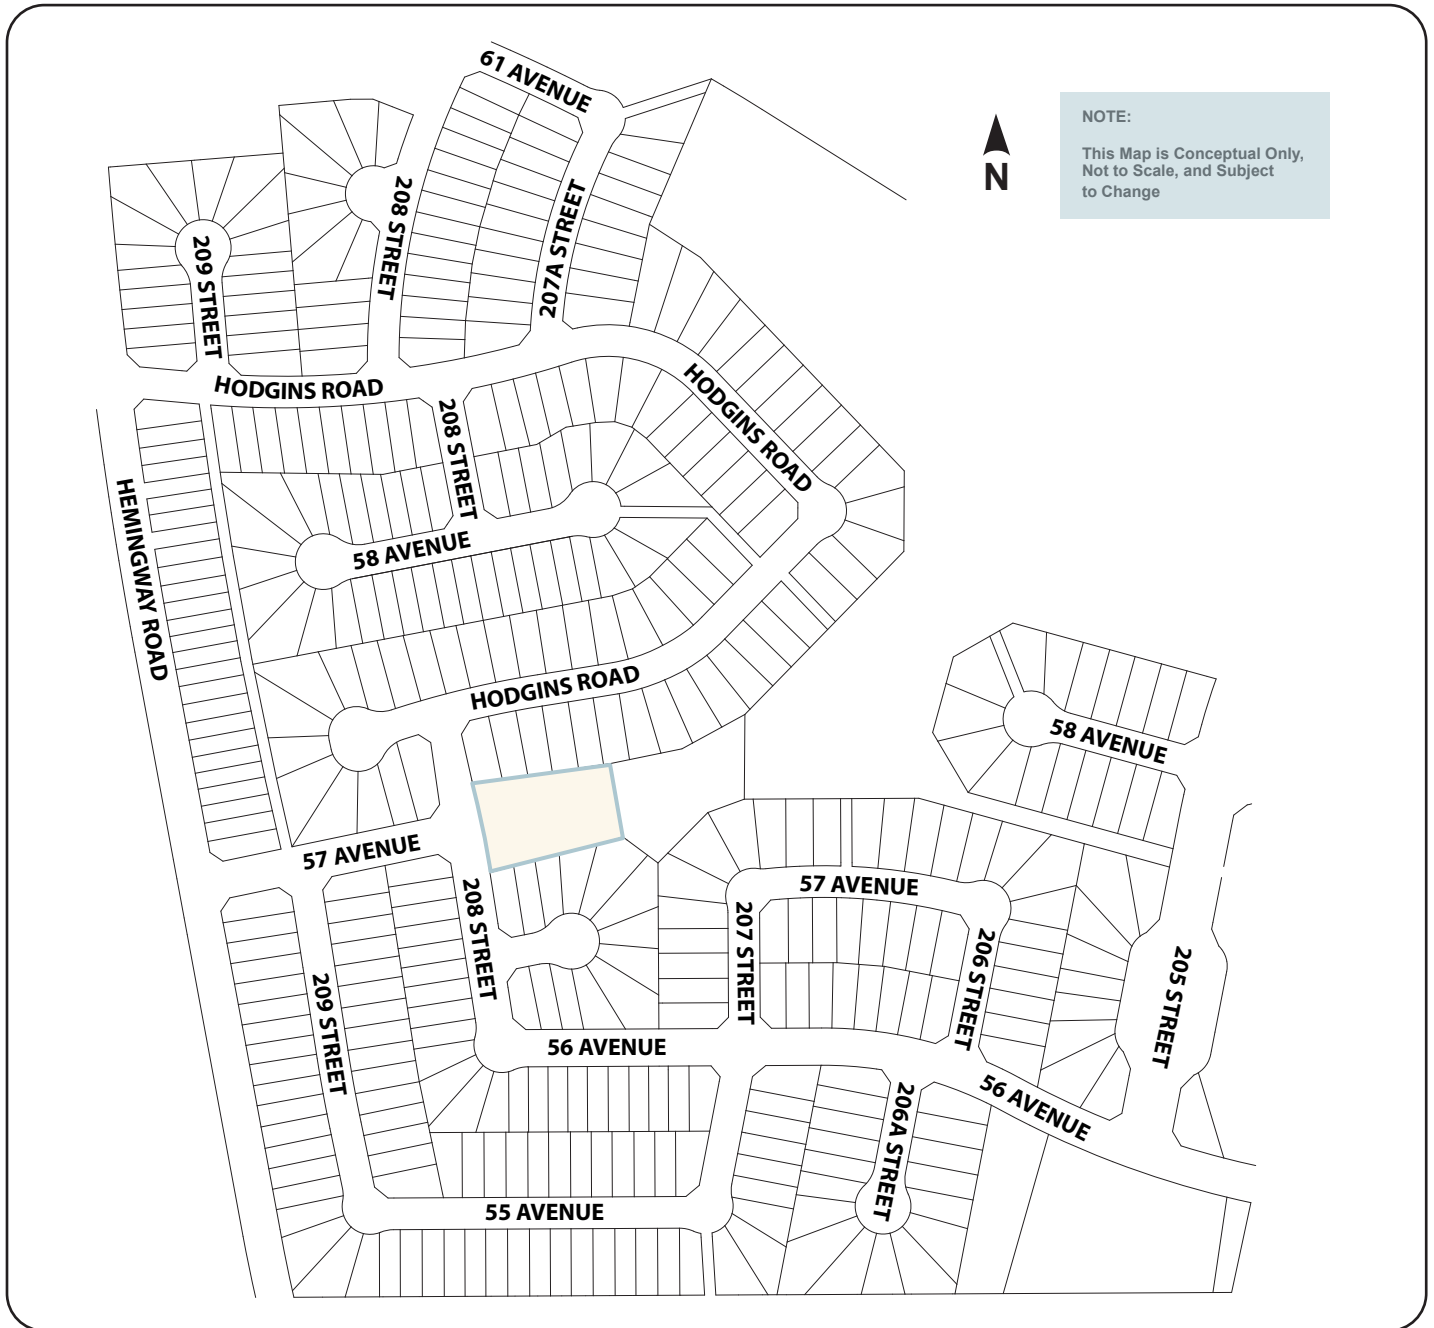 61 AVENUE
NOTE:
This Map is Conceptual Only,
Not to Scale, and Subject
to Change
N
208 STREET
207A STREET
209 STREET
HODGINS ROAD
HODGINS ROAD
208 STREET
HEMINGWAY ROAD
58 AVENUE
HODGINS ROAD
58 AVENUE
57 AVENUE
57 AVENUE
208 STREET
207 STREET
206 STREET
205 STREET
209 STREET
56 AVENUE
56 AVENUE
206A STREET
55 AVENUE